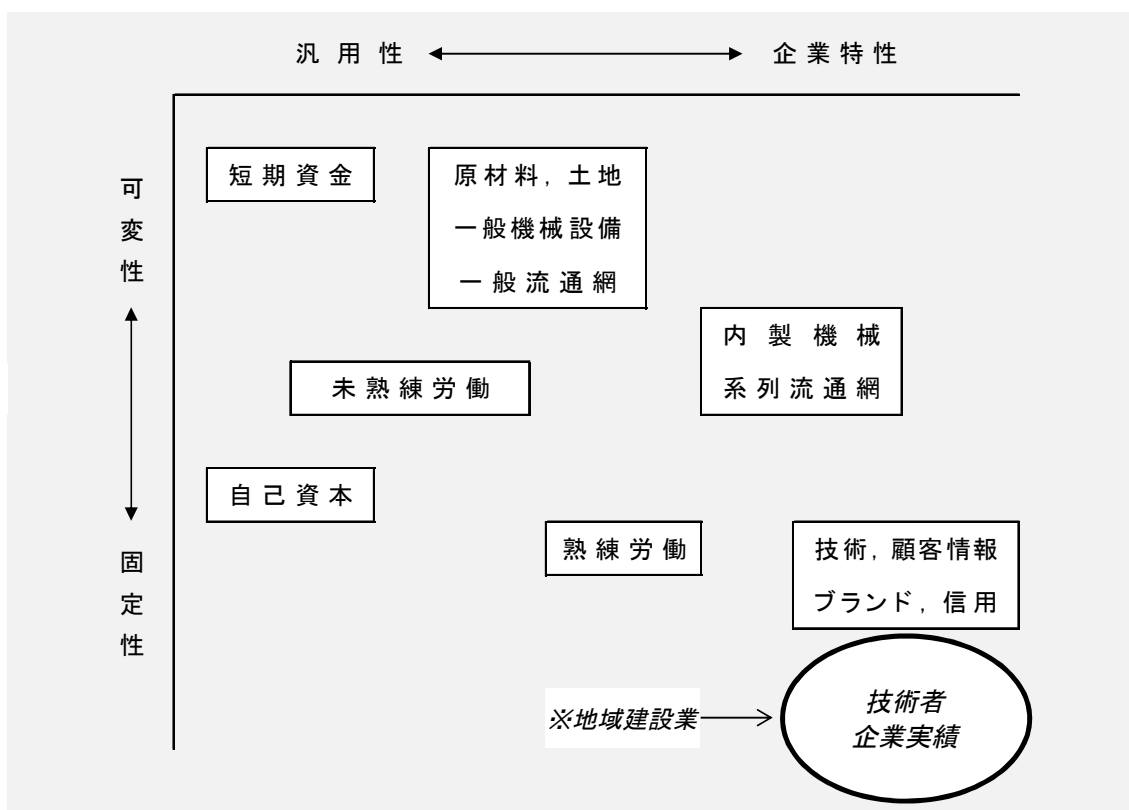 汎用性
企業特性
可変性
固定性
短期資金
原材料, 土地
一般機械設備
一般流通網
内製機械
系列流通網
未熟練労働
自己資本
熟練労働
技術, 顧客情報
ブランド, 信用
※地域建設業
技術者
企業実績